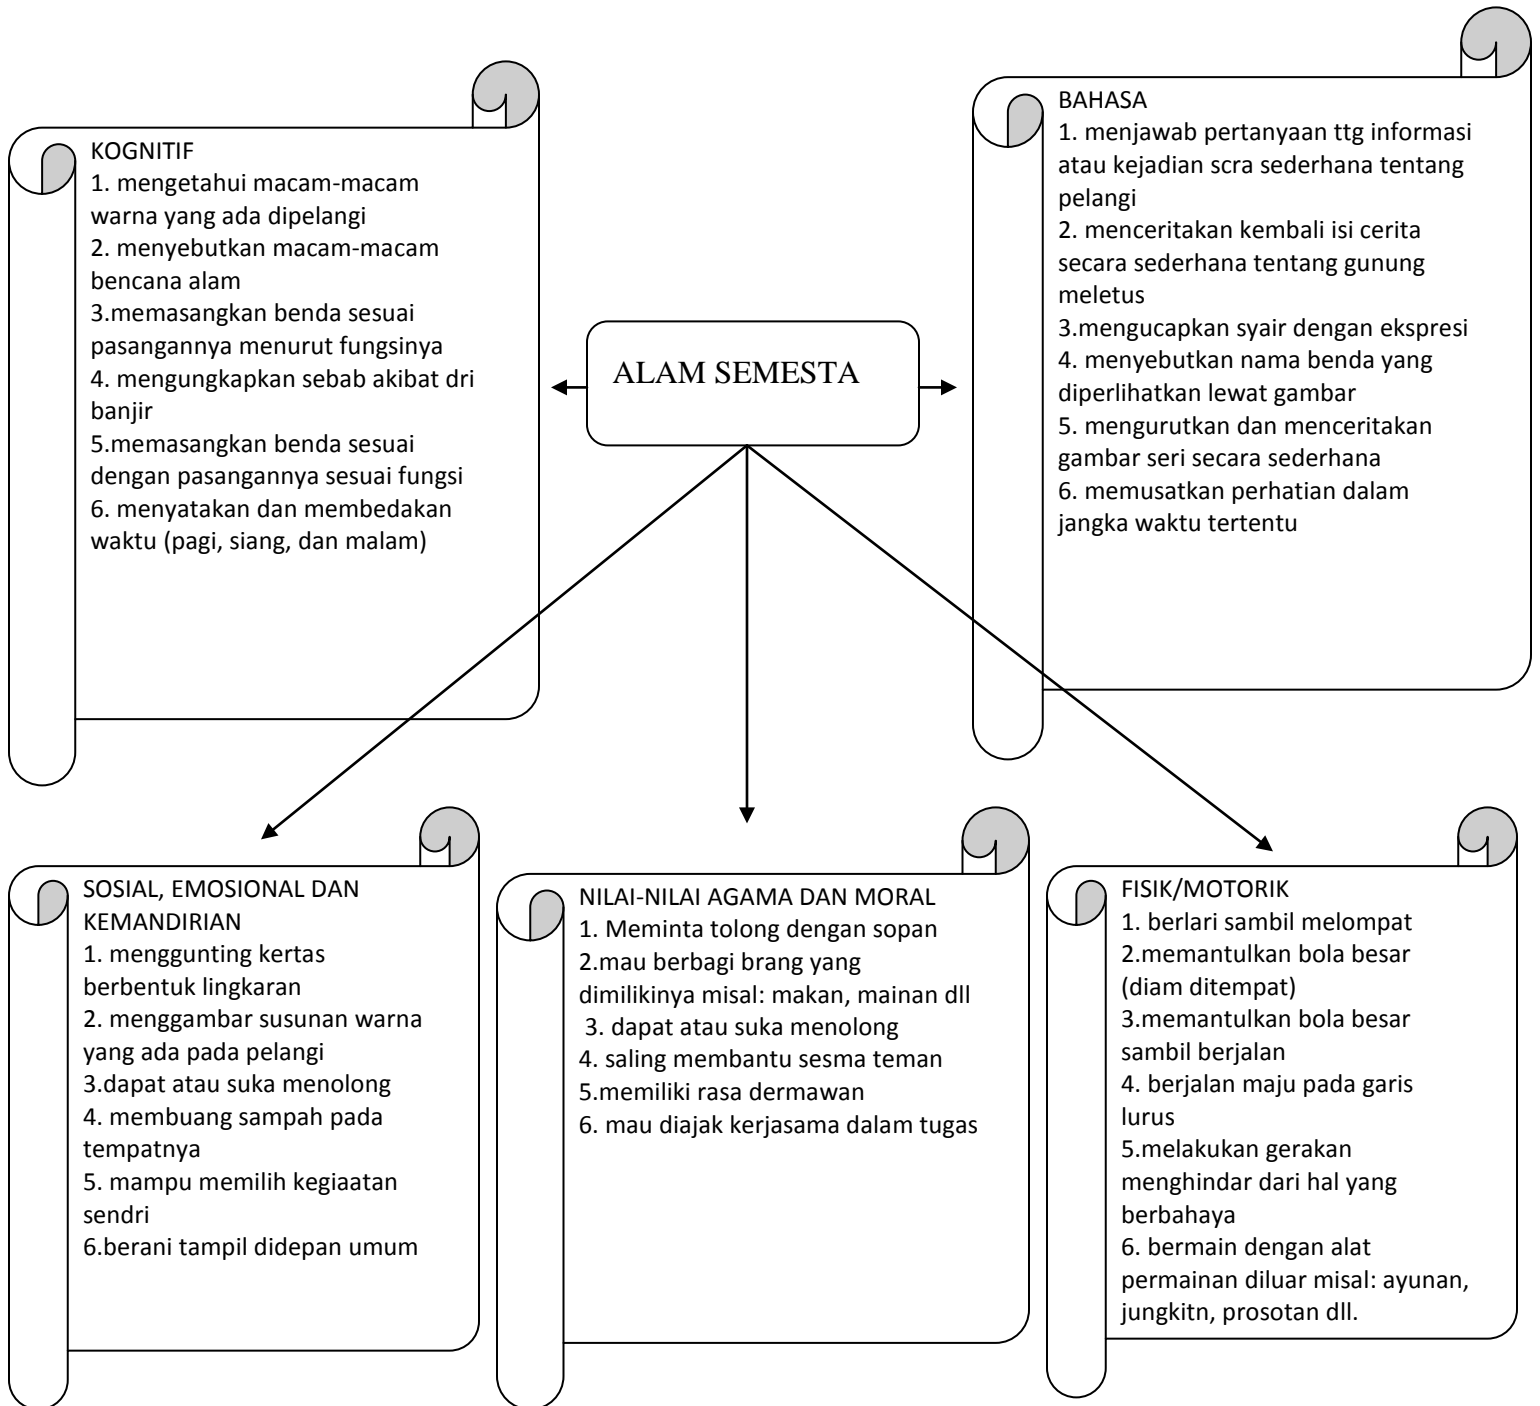 KOGNITIF
1. mengetahui macam-macam
warna yang ada dipelangi
2. menyebutkan macam-macam
bencana alam
3.memasangkan benda sesuai
pasangannya menurut fungsinya
4. mengungkapkan sebab akibat dri
banjir
5.memasangkan benda sesuai
dengan pasangannya sesuai fungsi
6. menyatakan dan membedakan
waktu (pagi, siang, dan malam)
BAHASA
1. menjawab pertanyaan ttg informasi
atau kejadian scra sederhana tentang
pelangi
2. menceritakan kembali isi cerita
secara sederhana tentang gunung
meletus
3.mengucapkan syair dengan ekspresi
4. menyebutkan nama benda yang
diperlihatkan lewat gambar
5. mengurutkan dan menceritakan
gambar seri secara sederhana
6. memusatkan perhatian dalam
jangka waktu tertentu
ALAM SEMESTA
SOSIAL, EMOSIONAL DAN
KEMANDIRIAN
1. menggunting kertas
berbentuk lingkaran
2. menggambar susunan warna
yang ada pada pelangi
3.dapat atau suka menolong
4. membuang sampah pada
tempatnya
5. mampu memilih kegiaatan
sendri
6.berani tampil didepan umum
NILAI-NILAI AGAMA DAN MORAL
1. Meminta tolong dengan sopan
2.mau berbagi brang yang
dimilikinya misal: makan, mainan dll
3. dapat atau suka menolong
4. saling membantu sesma teman
5.memiliki rasa dermawan
6. mau diajak kerjasama dalam tugas
FISIK/MOTORIK
1. berlari sambil melompat
2.memantulkan bola besar
(diam ditempat)
3.memantulkan bola besar
sambil berjalan
4. berjalan maju pada garis
lurus
5.melakukan gerakan
menghindar dari hal yang
berbahaya
6. bermain dengan alat
permainan diluar misal: ayunan,
jungkitn, prosotan dll.